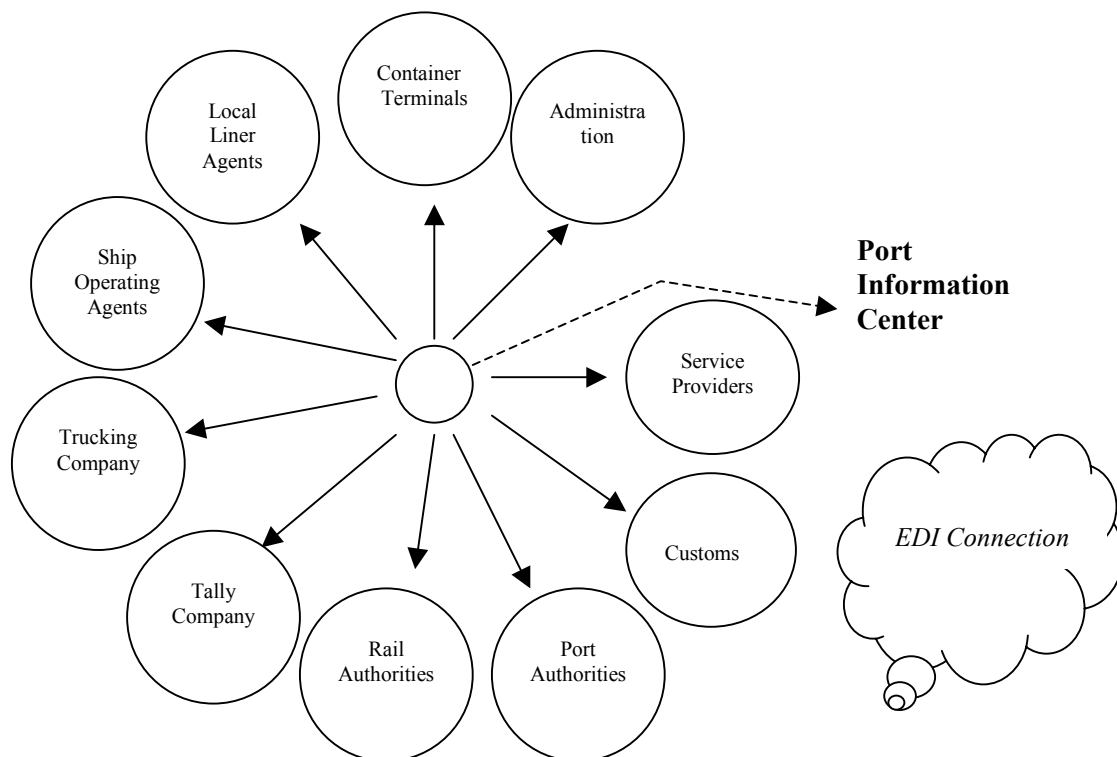 Container
Terminals
Administra
tion
Local
Liner
Agents
Ship
Operating
Agents
Port
Information
Center
Service
Providers
Trucking
Company
EDI Connection
Customs
Tally
Company
Rail
Authorities
Port
Authorities